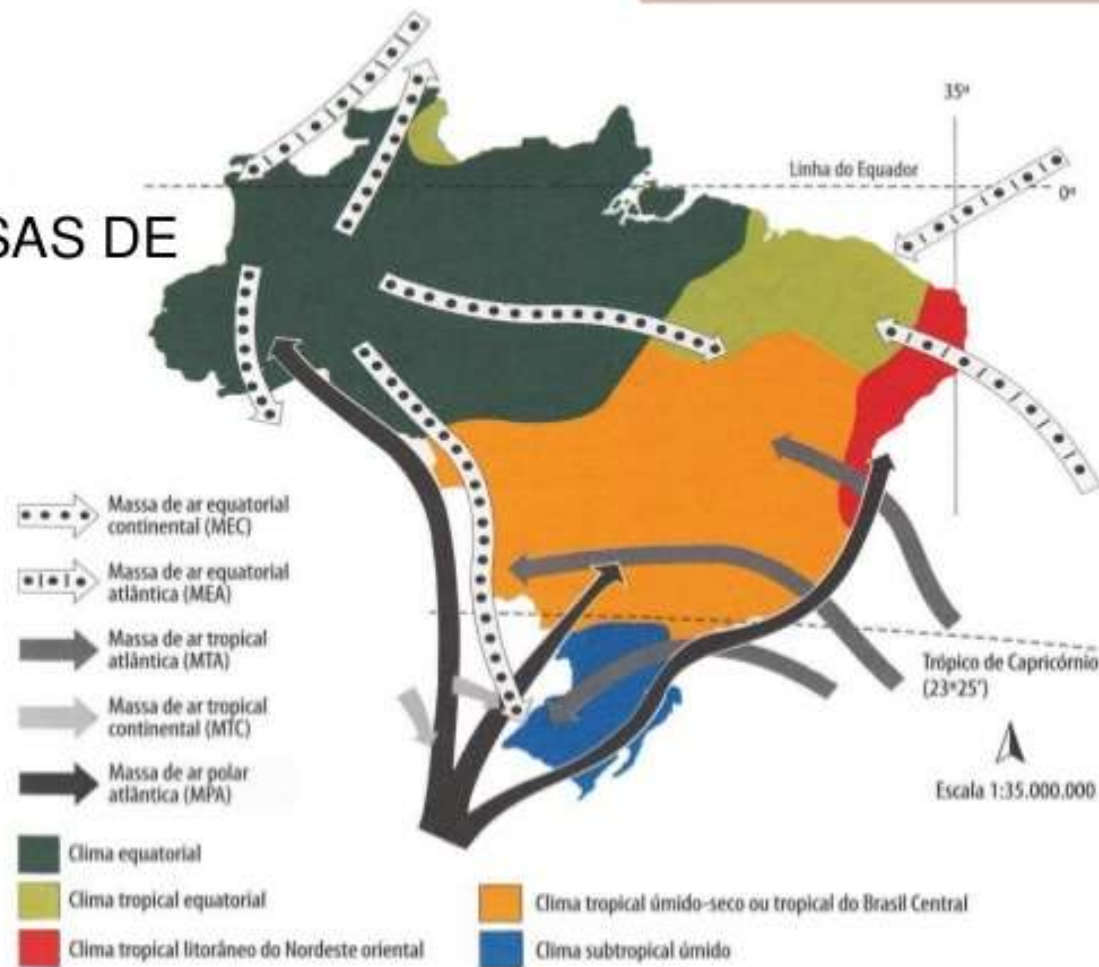 35º
Linha do Equador
0º
SAS DE
Massa de ar equatorial
continental (MEC)
Massa de ar equatorial
atlântica (MEA)
Massa de ar tropical
atlântica (MTA)
Massa de ar tropical
continental (MTC)
Massa de ar polar
atlântica (MPA)
Trópico de Capricórnio
(23º25')
Escala 1:35.000.000
Clima equatorial
Clima tropical equatorial
Clima tropical litorâneo do Nordeste oriental
Clima tropical úmido-seco ou tropical do Brasil Central
Clima subtropical úmido